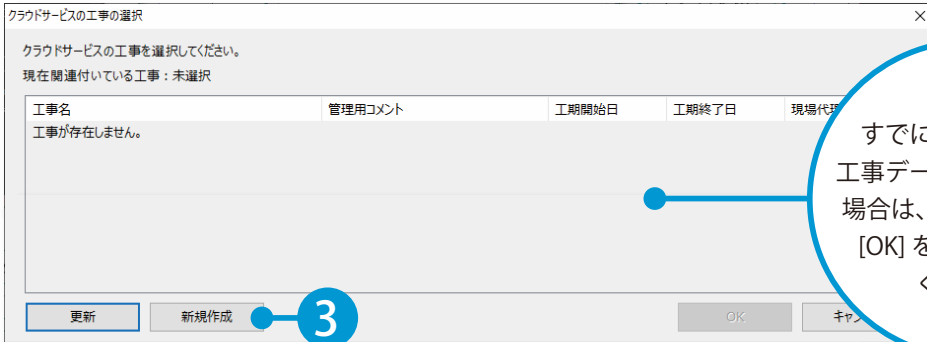 クラウドサービスの工事の選択
クラウドサービスの工事を選択してください。
現在関連付いている工事：未選択
工事名 管理用コメント 工期開始日 工期終了日 現場代
工事が存在しません。
すでに
工事デー
場合は、
[OK] を
く
更新 新規作成 3 OK キャン